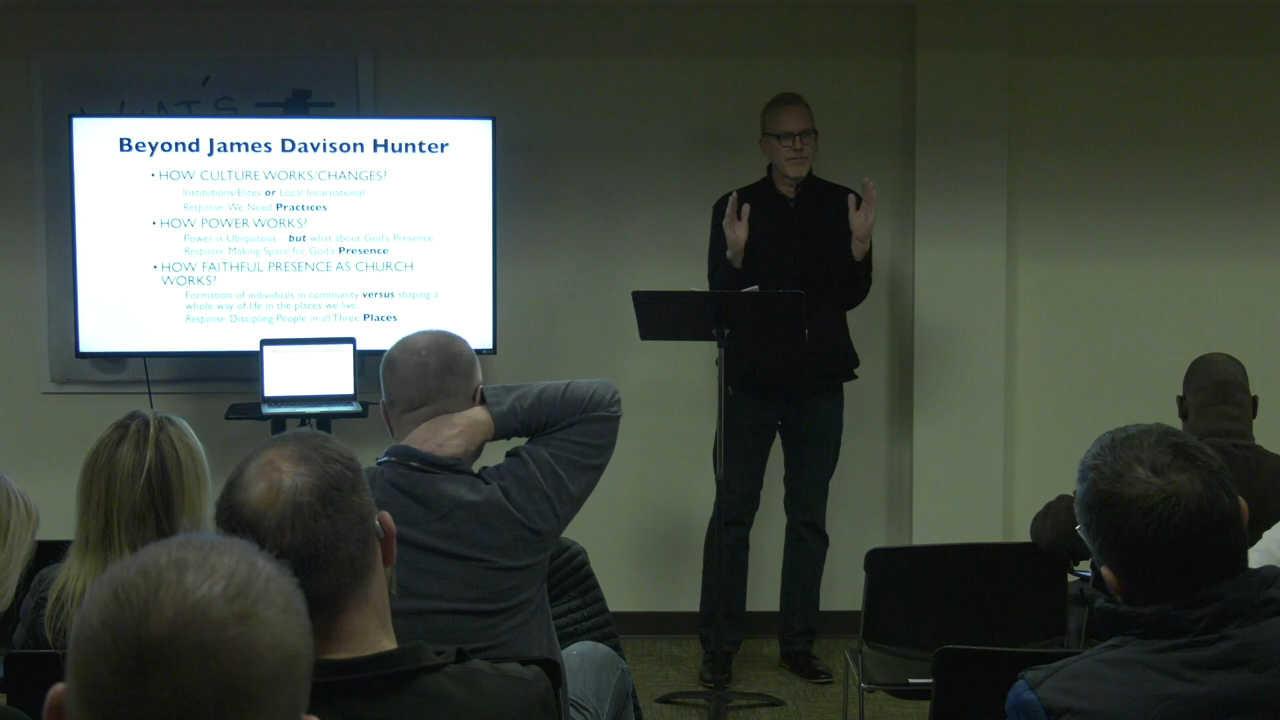 WHAT'S
Beyond James Davison Hunter
• HOW CULTURE WORKS/CHANGES?
Institutions/Elites or Local Incarnational
Response: We Need Practices
• HOW POWER WORKS?
Power is Ubiquitous but what about God's Presence
Response: Making Space for God's Presence
• HOW FAITHFUL PRESENCE AS CHURCH
WORKS?
Formation of individuals in community versus shaping a
whole way of life in the places we live
Response: Discipling People in all Three Places